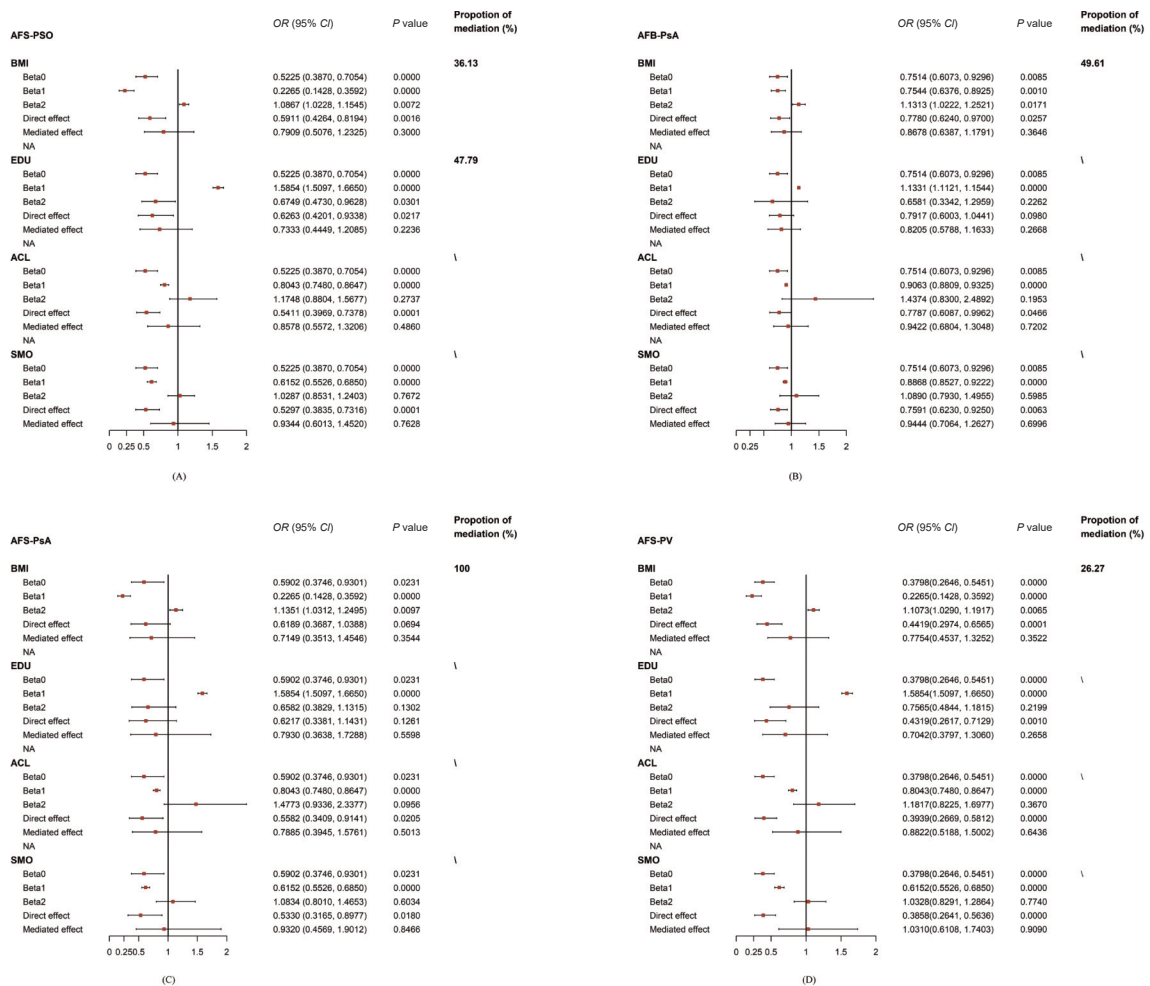 OR (95% CI) P value Propotion of
mediation (%)
AFS-PSO
BMI 36.13
Beta0 0.5225 (0.3870, 0.7054) 0.0000
Beta1 0.2265 (0.1428, 0.3592) 0.0000
Beta2 1.0867 (1.0228, 1.1545) 0.0072
Direct effect 0.5911 (0.4264, 0.8194) 0.0016
Mediated effect 0.7909 (0.5076, 1.2325) 0.3000
NA
EDU 47.79
Beta0 0.5225 (0.3870, 0.7054) 0.0000
Beta1 1.5854 (1.5097, 1.6650) 0.0000
Beta2 0.6749 (0.4730, 0.9628) 0.0301
Direct effect 0.6263 (0.4201, 0.9338) 0.0217
Mediated effect 0.7333 (0.4449, 1.2085) 0.2236
NA
ACL \
Beta0 0.5225 (0.3870, 0.7054) 0.0000
Beta1 0.8043 (0.7480, 0.8647) 0.0000
Beta2 1.1748 (0.8804, 1.5677) 0.2737
Direct effect 0.5411 (0.3969, 0.7378) 0.0001
Mediated effect 0.8578 (0.5572, 1.3206) 0.4860
NA
SMO \
Beta0 0.5225 (0.3870, 0.7054) 0.0000
Beta1 0.6152 (0.5526, 0.6850) 0.0000
Beta2 1.0287 (0.8531, 1.2403) 0.7672
Direct effect 0.5297 (0.3835, 0.7316) 0.0001
Mediated effect 0.9344 (0.6013, 1.4520) 0.7628
0 0.25 0.5 1 1.5 2
(A)
OR (95% CI) P value Propotion of
mediation (%)
AFB-PsA
BMI 49.61
Beta0 0.7514 (0.6073, 0.9296) 0.0085
Beta1 0.7544 (0.6376, 0.8925) 0.0010
Beta2 1.1313 (1.0222, 1.2521) 0.0171
Direct effect 0.7780 (0.6240, 0.9700) 0.0257
Mediated effect 0.8678 (0.6387, 1.1791) 0.3646
NA
EDU \
Beta0 0.7514 (0.6073, 0.9296) 0.0085
Beta1 1.1331 (1.1121, 1.1544) 0.0000
Beta2 0.6581 (0.3342, 1.2959) 0.2262
Direct effect 0.7917 (0.6003, 1.0441) 0.0980
Mediated effect 0.8205 (0.5788, 1.1633) 0.2668
NA
ACL \
Beta0 0.7514 (0.6073, 0.9296) 0.0085
Beta1 0.9063 (0.8809, 0.9325) 0.0000
Beta2 1.4374 (0.8300, 2.4892) 0.1953
Direct effect 0.7787 (0.6087, 0.9962) 0.0466
Mediated effect 0.9422 (0.6804, 1.3048) 0.7202
NA
SMO \
Beta0 0.7514 (0.6073, 0.9296) 0.0085
Beta1 0.8868 (0.8527, 0.9222) 0.0000
Beta2 1.0890 (0.7930, 1.4955) 0.5985
Direct effect 0.7591 (0.6230, 0.9250) 0.0063
Mediated effect 0.9444 (0.7064, 1.2627) 0.6996
0 0.25 0.5 1 1.5 2
(B)
OR (95% CI) P value Propotion of
mediation (%)
AFS-PsA
BMI 100
Beta0 0.5902 (0.3746, 0.9301) 0.0231
Beta1 0.2265 (0.1428, 0.3592) 0.0000
Beta2 1.1351 (1.0312, 1.2495) 0.0097
Direct effect 0.6189 (0.3687, 1.0388) 0.0694
Mediated effect 0.7149 (0.3513, 1.4546) 0.3544
NA
EDU \
Beta0 0.5902 (0.3746, 0.9301) 0.0231
Beta1 1.5854 (1.5097, 1.6650) 0.0000
Beta2 0.6582 (0.3829, 1.1315) 0.1302
Direct effect 0.6217 (0.3381, 1.1431) 0.1261
Mediated effect 0.7930 (0.3638, 1.7288) 0.5598
NA
ACL \
Beta0 0.5902 (0.3746, 0.9301) 0.0231
Beta1 0.8043 (0.7480, 0.8647) 0.0000
Beta2 1.4773 (0.9336, 2.3377) 0.0956
Direct effect 0.5582 (0.3409, 0.9141) 0.0205
Mediated effect 0.7885 (0.3945, 1.5761) 0.5013
NA
SMO \
Beta0 0.5902 (0.3746, 0.9301) 0.0231
Beta1 0.6152 (0.5526, 0.6850) 0.0000
Beta2 1.0834 (0.8010, 1.4653) 0.6034
Direct effect 0.5330 (0.3165, 0.8977) 0.0180
Mediated effect 0.9320 (0.4569, 1.9012) 0.8466
0 0.25 0.5 1 1.5 2
(C)
OR (95% CI) P value Propotion of
mediation (%)
AFS-PV
BMI 26.27
Beta0 0.3798(0.2646, 0.5451) 0.0000
Beta1 0.2265(0.1428, 0.3592) 0.0000
Beta2 1.1073(1.0290, 1.1917) 0.0065
Direct effect 0.4419(0.2974, 0.6565) 0.0001
Mediated effect 0.7754(0.4537, 1.3252) 0.3522
NA
EDU
Beta0 0.3798(0.2646, 0.5451) 0.0000 \
Beta1 1.5854(1.5097, 1.6650) 0.0000
Beta2 0.7565(0.4844, 1.1815) 0.2199
Direct effect 0.4319(0.2617, 0.7129) 0.0010
Mediated effect 0.7042(0.3797, 1.3060) 0.2658
NA
ACL
Beta0 0.3798(0.2646, 0.5451) 0.0000 \
Beta1 0.8043(0.7480, 0.8647) 0.0000
Beta2 1.1817(0.8225, 1.6977) 0.3670
Direct effect 0.3939(0.2669, 0.5812) 0.0000
Mediated effect 0.8822(0.5188, 1.5002) 0.6436
NA
SMO
Beta0 0.3798(0.2646, 0.5451) 0.0000 \
Beta1 0.6152(0.5526, 0.6850) 0.0000
Beta2 1.0328(0.8291, 1.2864) 0.7740
Direct effect 0.3858(0.2641, 0.5636) 0.0000
Mediated effect 1.0310(0.6108, 1.7403) 0.9090
0 0.25 0.5 1 1.5 2
(D)